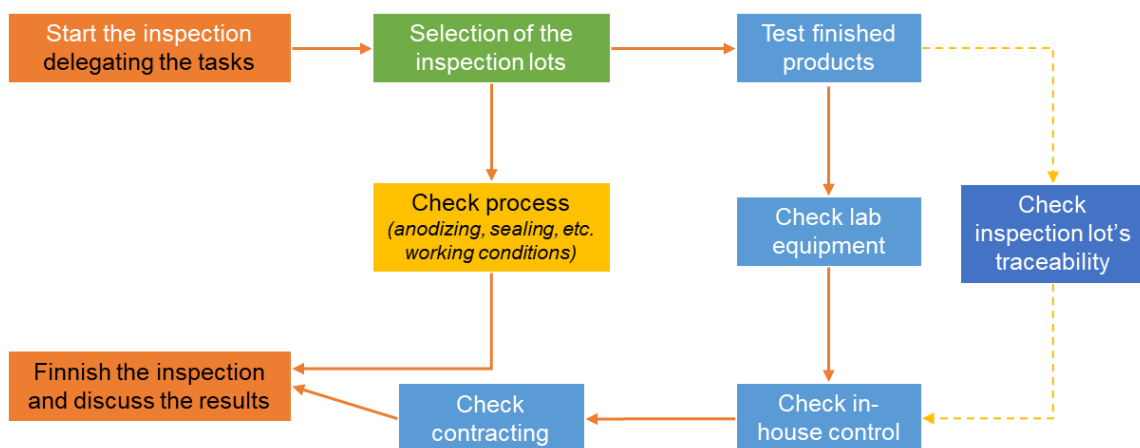 Start the inspection
delegating the tasks
Selection of the
inspection lots
Test finished
products
Check process
(anodizing, sealing, etc.
working conditions)
Check lab
equipment
Check
inspection lot's
traceability
Finnish the inspection
and discuss the results
Check
contracting
Check in-
house control